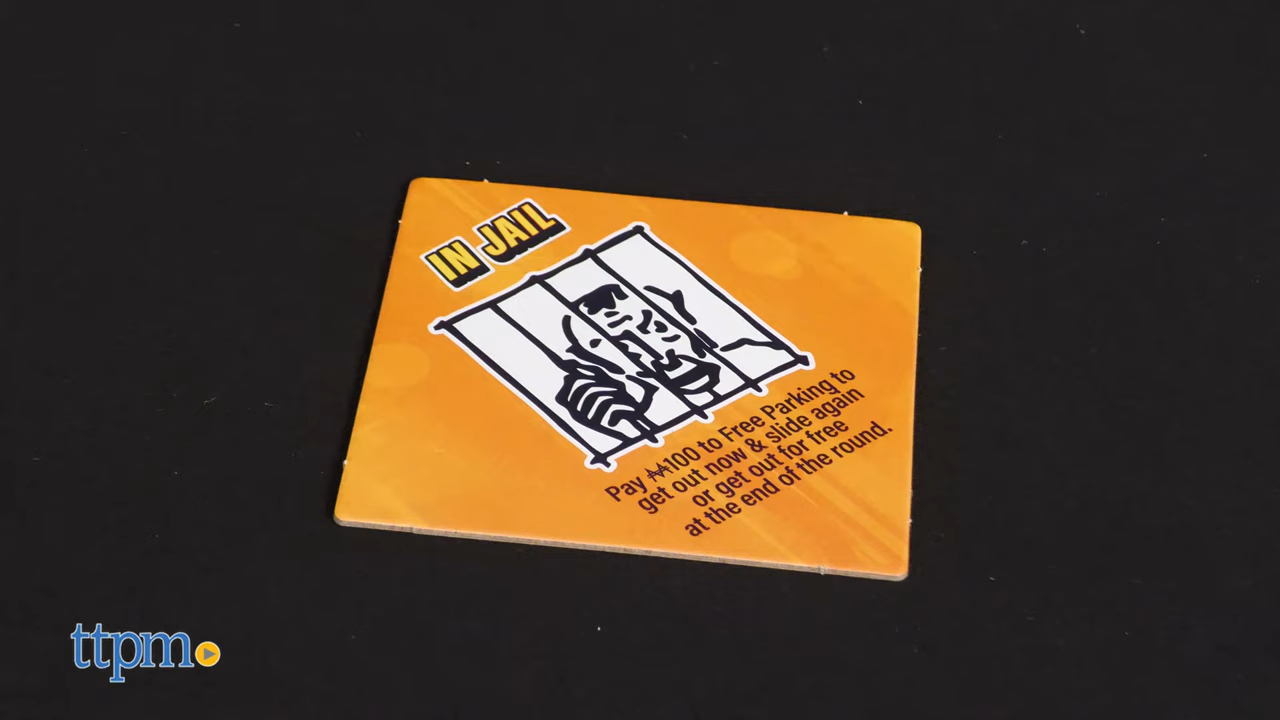 IN JAIL
Pay ₩100 to Free Parking to
get out now & slide again
or get out for free
at the end of the round.
ttpm